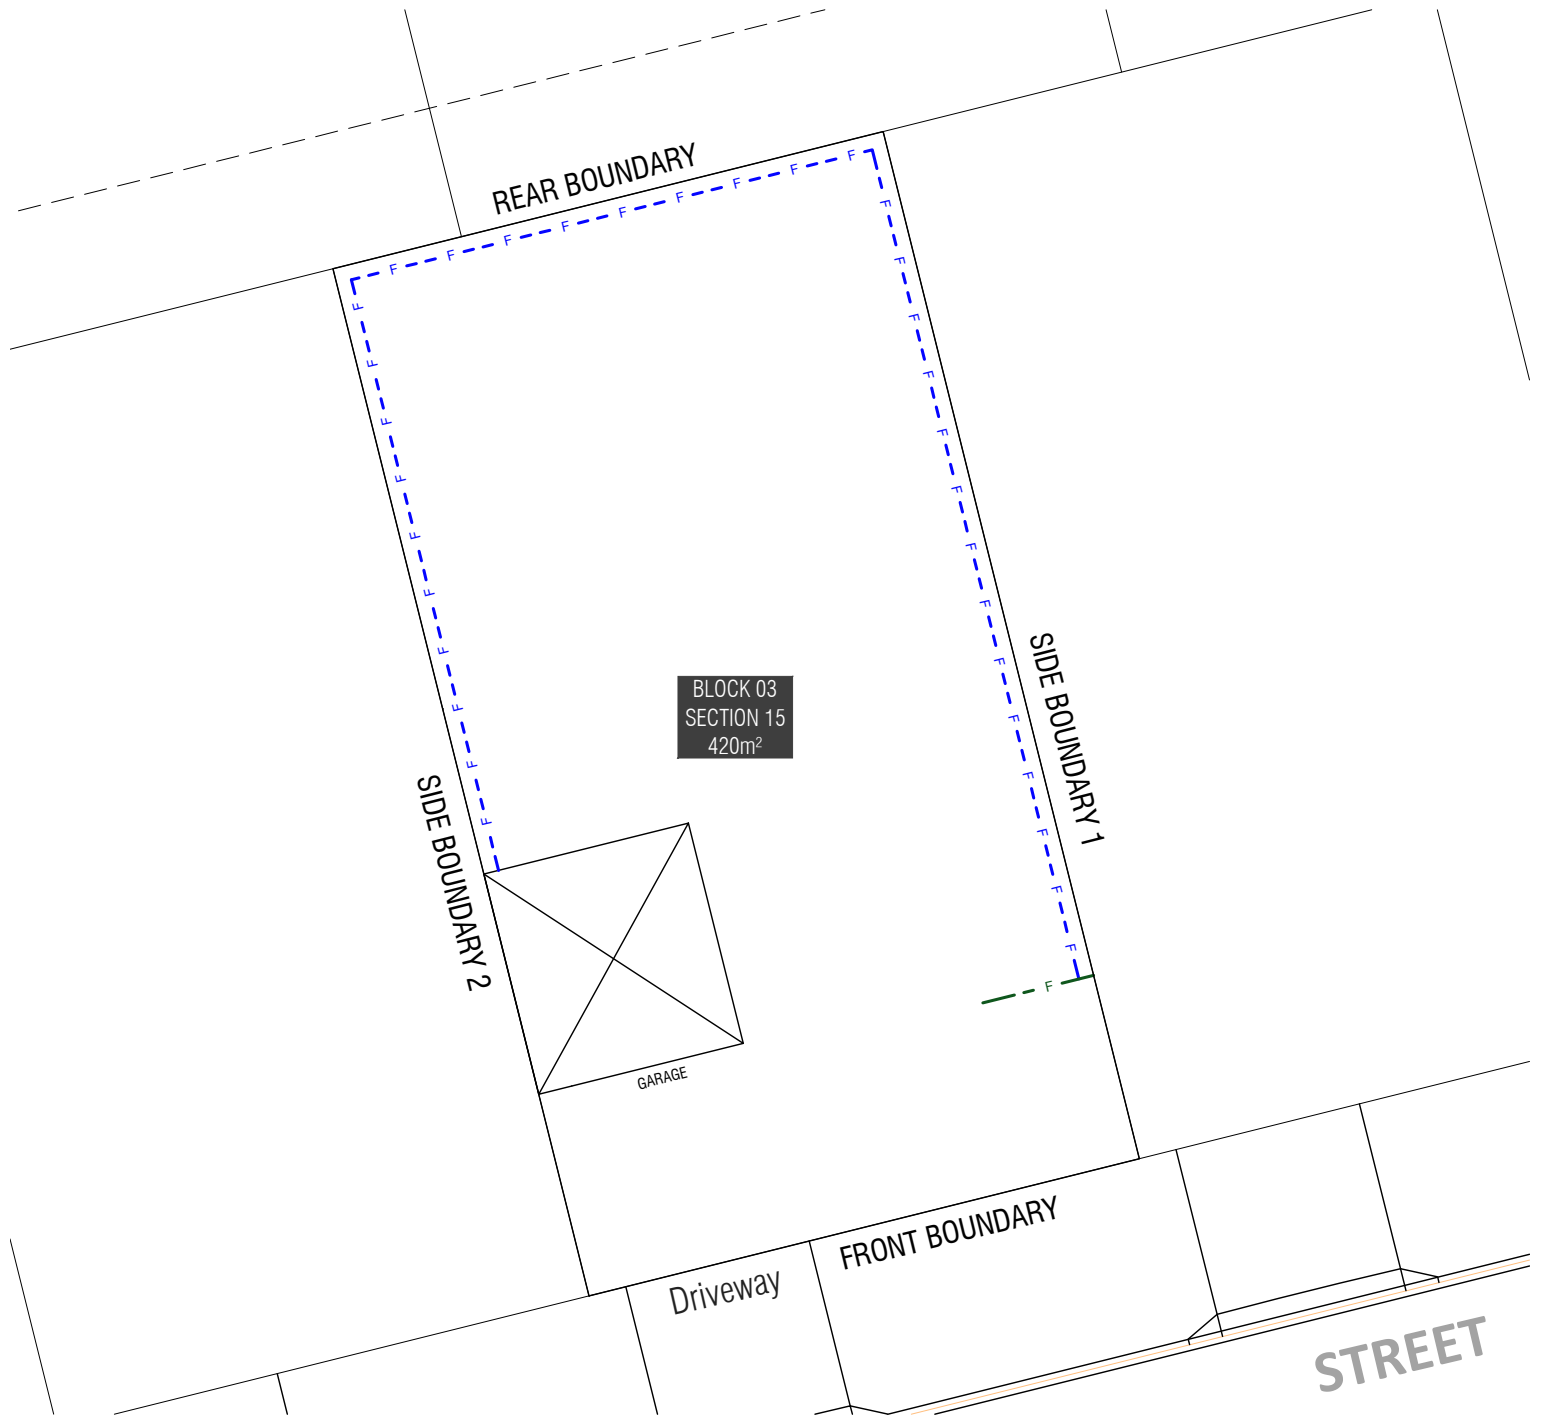 REAR BOUNDARY
F F F F F F F F F
F F F F F F F F F F
F F F F F F F F F F F F F F
BLOCK 03
SECTION 15
420m²
SIDE BOUNDARY 1
SIDE BOUNDARY 2
F
GARAGE
FRONT BOUNDARY
Driveway
STREET